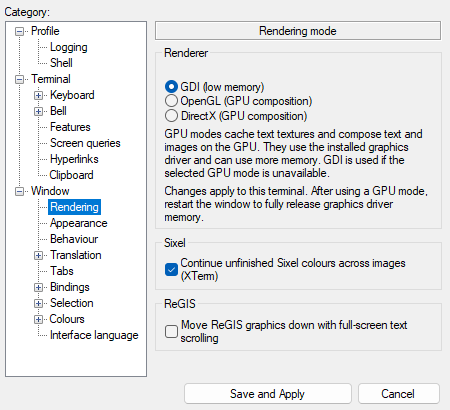 Category:
Profile
Logging
Shell
Terminal
Keyboard
Bell
Features
Screen queries
Hyperlinks
Clipboard
Window
Rendering
Appearance
Behaviour
Translation
Tabs
Bindings
Selection
Colours
Interface language
Rendering mode
Renderer
GDI (low memory)
OpenGL (GPU composition)
DirectX (GPU composition)
GPU modes cache text textures and compose text and
images on the GPU. They use the installed graphics
driver and can use more memory. GDI is used if the
selected GPU mode is unavailable.
Changes apply to this terminal. After using a GPU mode,
restart the window to fully release graphics driver
memory.
Sixel
Continue unfinished Sixel colours across images
(XTerm)
ReGIS
Move ReGIS graphics down with full-screen text
scrolling
Save and Apply
Cancel